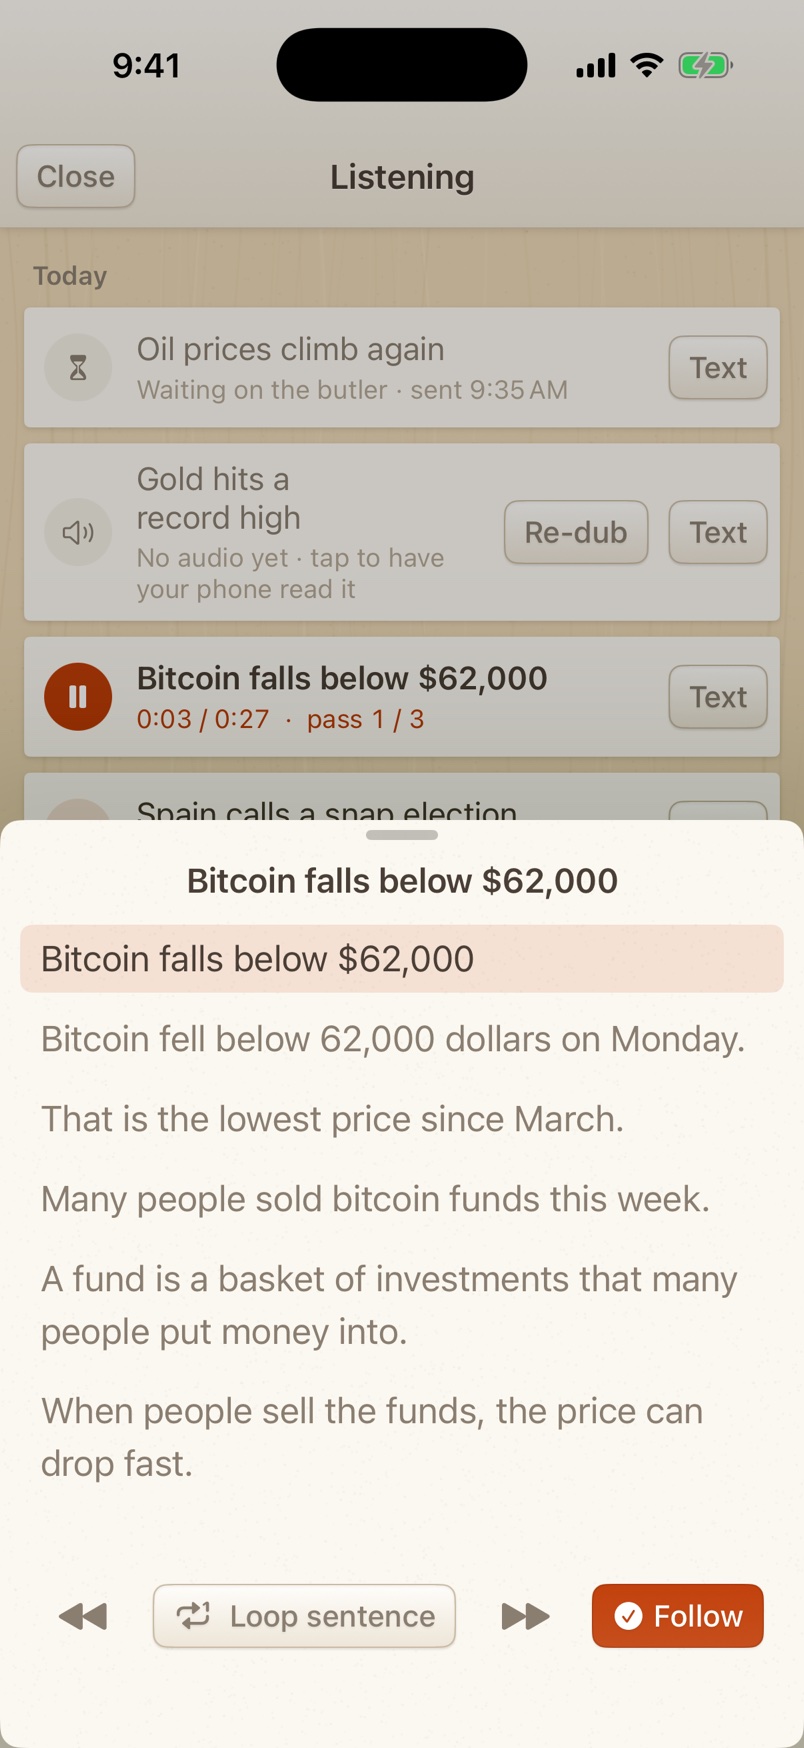 9:41
Close
Listening
Today
Oil prices climb again
Waiting on the butler · sent 9:35 AM
Text
Gold hits a
record high
No audio yet · tap to have
your phone read it
Re-dub
Text
Bitcoin falls below $62,000
0:03 / 0:27 · pass 1 / 3
Text
Spain calls a snap election
Bitcoin falls below $62,000
Bitcoin falls below $62,000
Bitcoin fell below 62,000 dollars on Monday.
That is the lowest price since March.
Many people sold bitcoin funds this week.
A fund is a basket of investments that many
people put money into.
When people sell the funds, the price can
drop fast.
Loop sentence
Follow